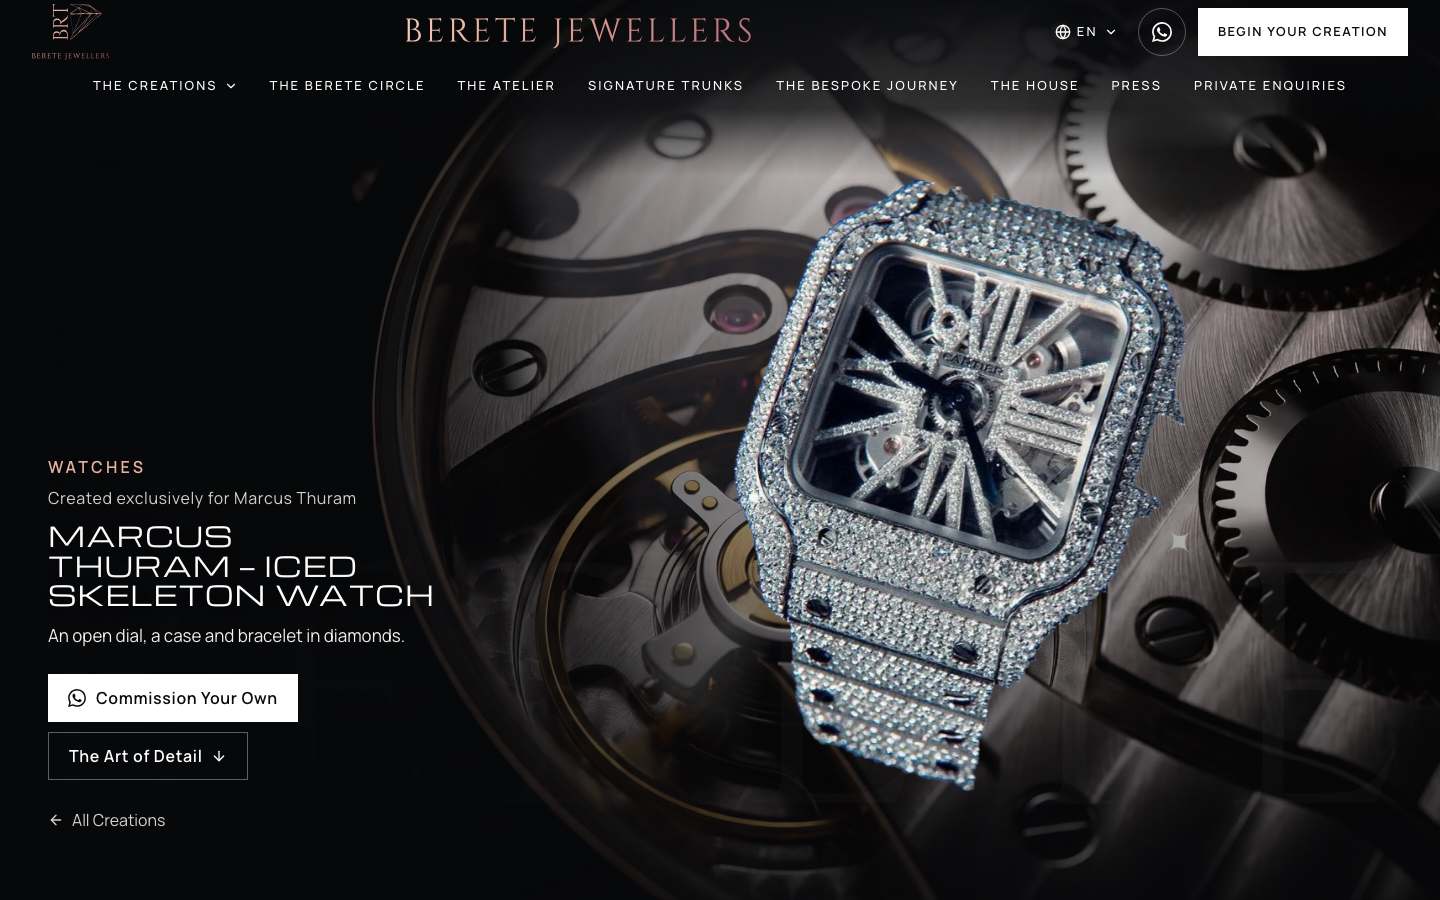 BRT
BERETE JEWELLERS
BERETE JEWELLERS
EN
BEGIN YOUR CREATION
THE CREATIONS
THE BERETE CIRCLE
THE ATELIER
SIGNATURE TRUNKS
THE BESPOKE JOURNEY
THE HOUSE
PRESS
PRIVATE ENQUIRIES
CARTIER
WATCHES
Created exclusively for Marcus Thuram
MARCUS
THURAM – ICED
SKELETON WATCH
An open dial, a case and bracelet in diamonds.
Commission Your Own
The Art of Detail
All Creations